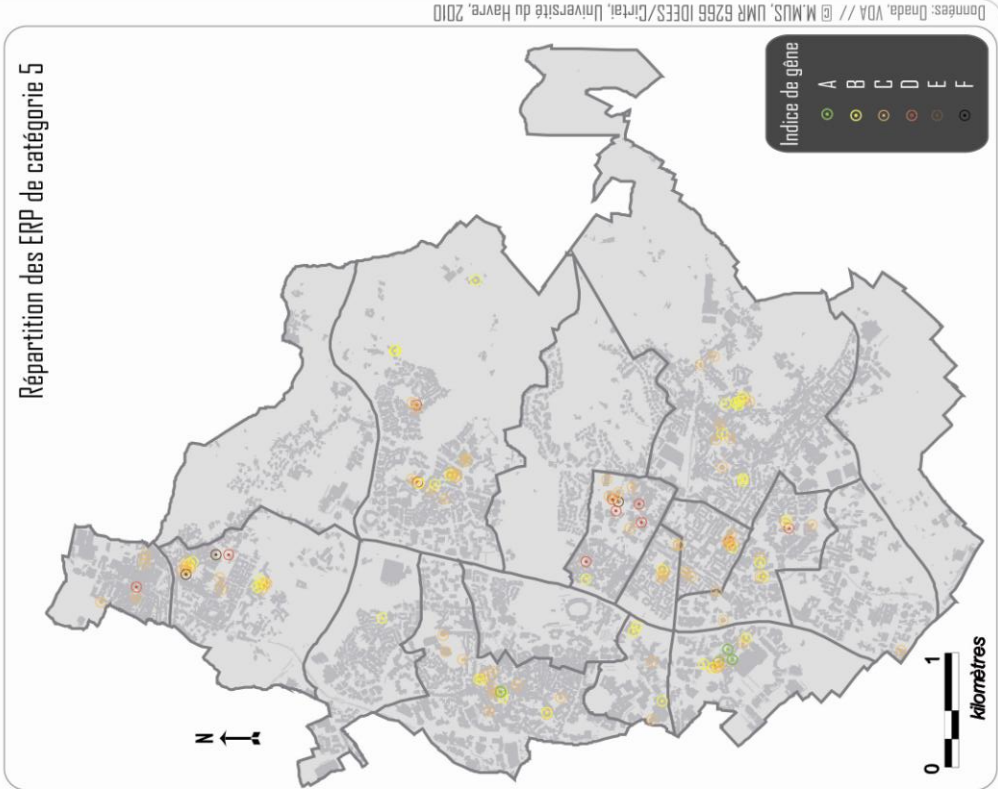 Répartition des ERP de catégorie 5
Indice de gêne
A
B
C
D
E
F
N
0 1
kilomètres
Données: Onada, VDA // © M.MUS, UMR 6266 IDEES/Cirtai, Université du Havre, 2010